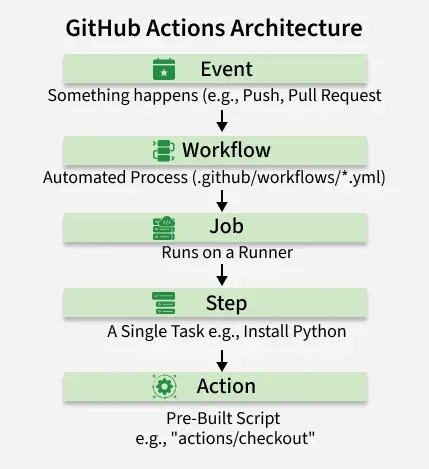 GitHub Actions Architecture
Event
Something happens (e.g., Push, Pull Request
Workflow
Automated Process (.github/workflows/*.yml)
Job
Runs on a Runner
Step
A Single Task e.g., Install Python
Action
Pre-Built Script
e.g., "actions/checkout"